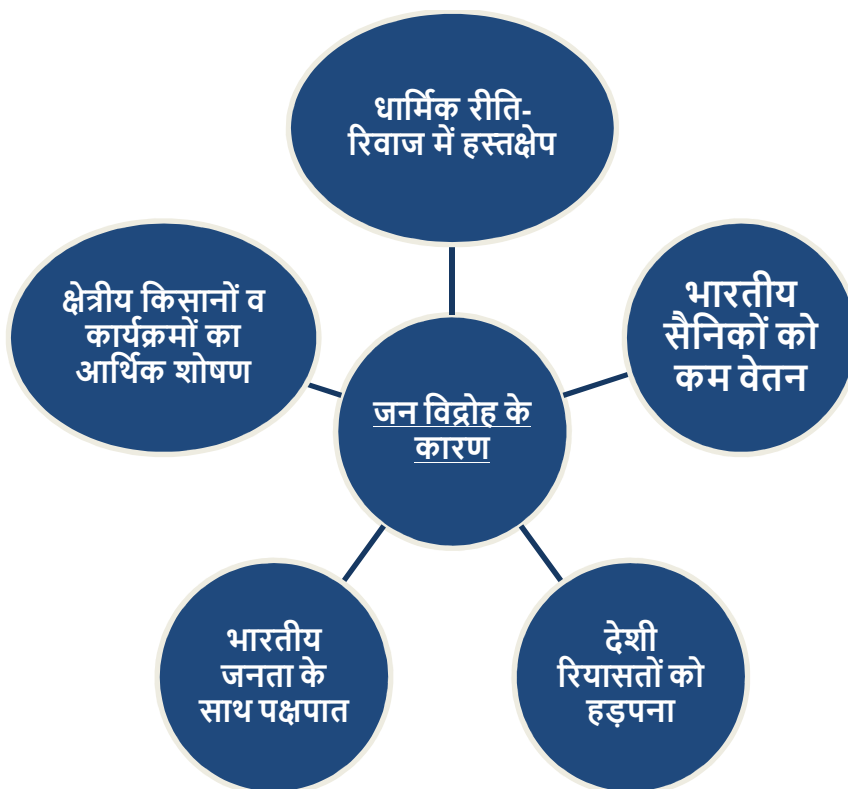 धार्मिक रीति-
रिवाज में हस्तक्षेप
क्षेत्रीय किसानों व
कार्यक्रमों का
आर्थिक शोषण
भारतीय
सैनिकों को
कम वेतन
जन विद्रोह के
कारण
भारतीय
जनता के
साथ पक्षपात
देशी
रियासतों को
हड़पना